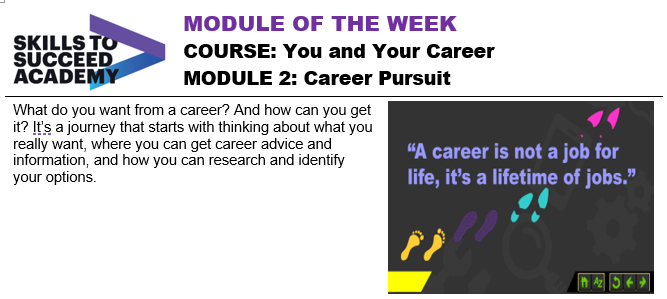 SKILLS TO
SUCCEED
ACADEMY
MODULE OF THE WEEK
COURSE: You and Your Career
MODULE 2: Career Pursuit
What do you want from a career? And how can you get
it? It's a journey that starts with thinking about what you
really want, where you can get career advice and
information, and how you can research and identify
your options.
“A career is not a job for
life, it’s a lifetime of jobs.”
AZ